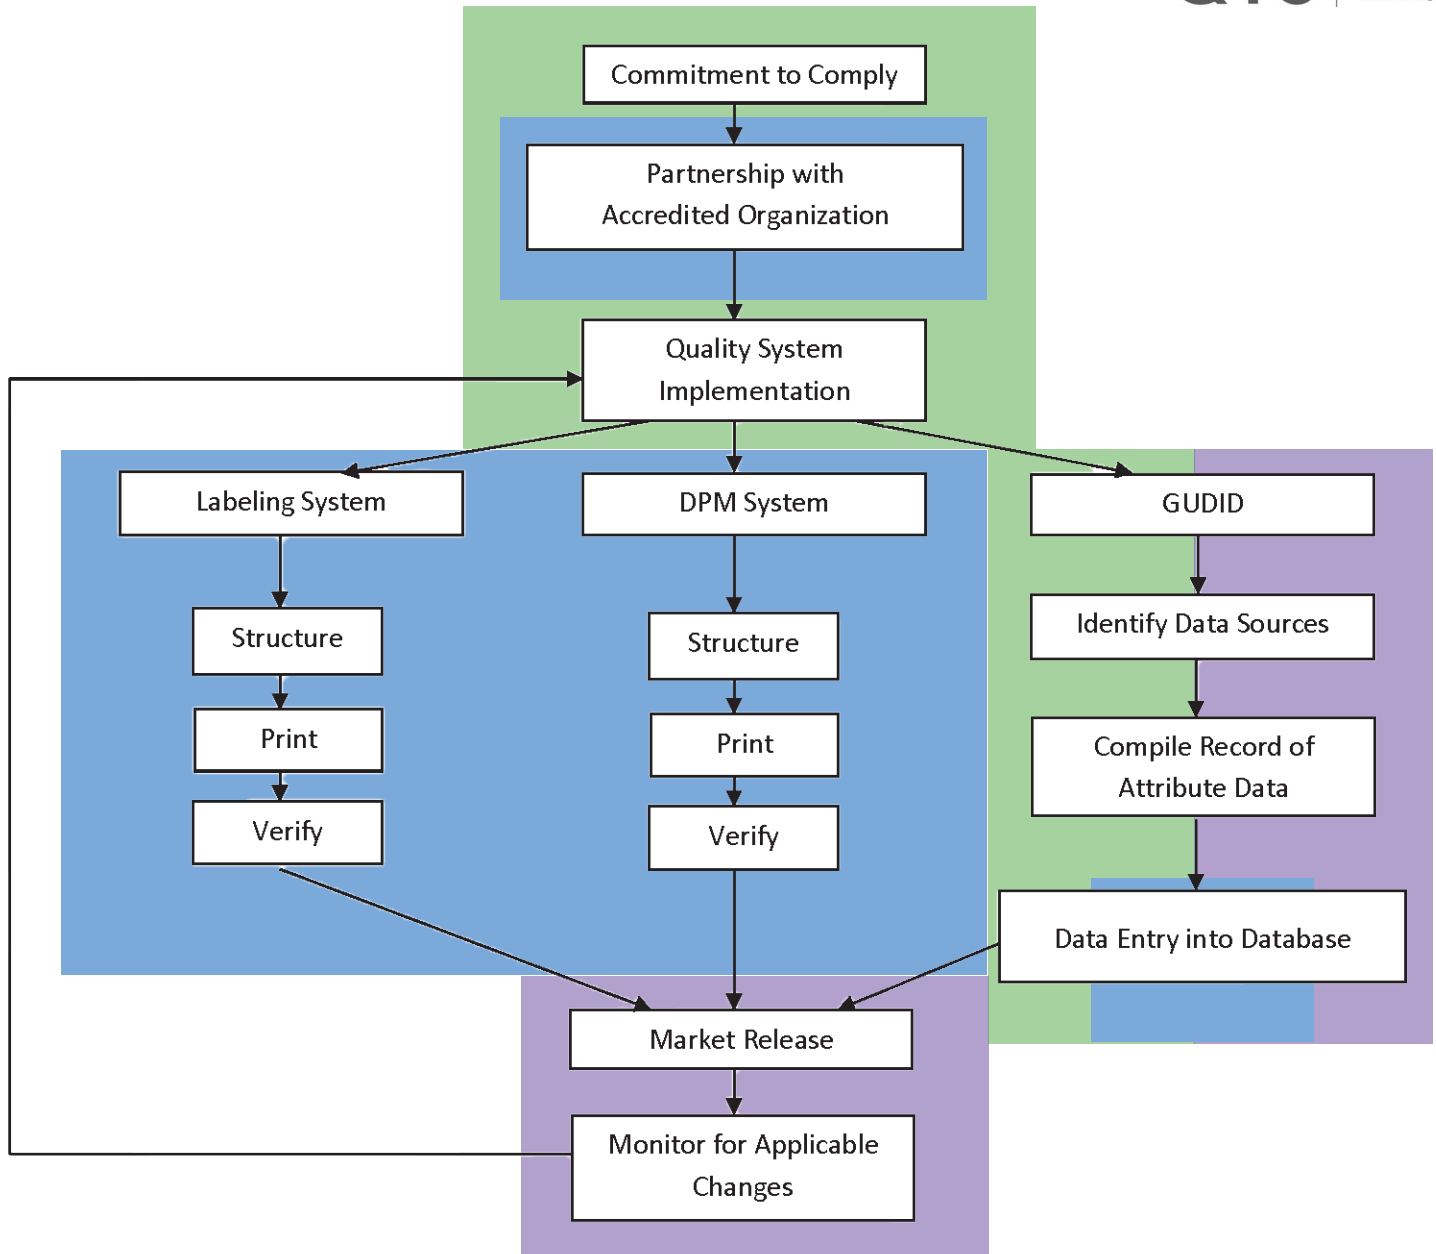 Commitment to Comply
Partnership with
Accredited Organization
Quality System
Implementation
Labeling System
DPM System
GUDID
Structure
Structure
Identify Data Sources
Print
Print
Compile Record of
Attribute Data
Verify
Verify
Data Entry into Database
Market Release
Monitor for Applicable
Changes